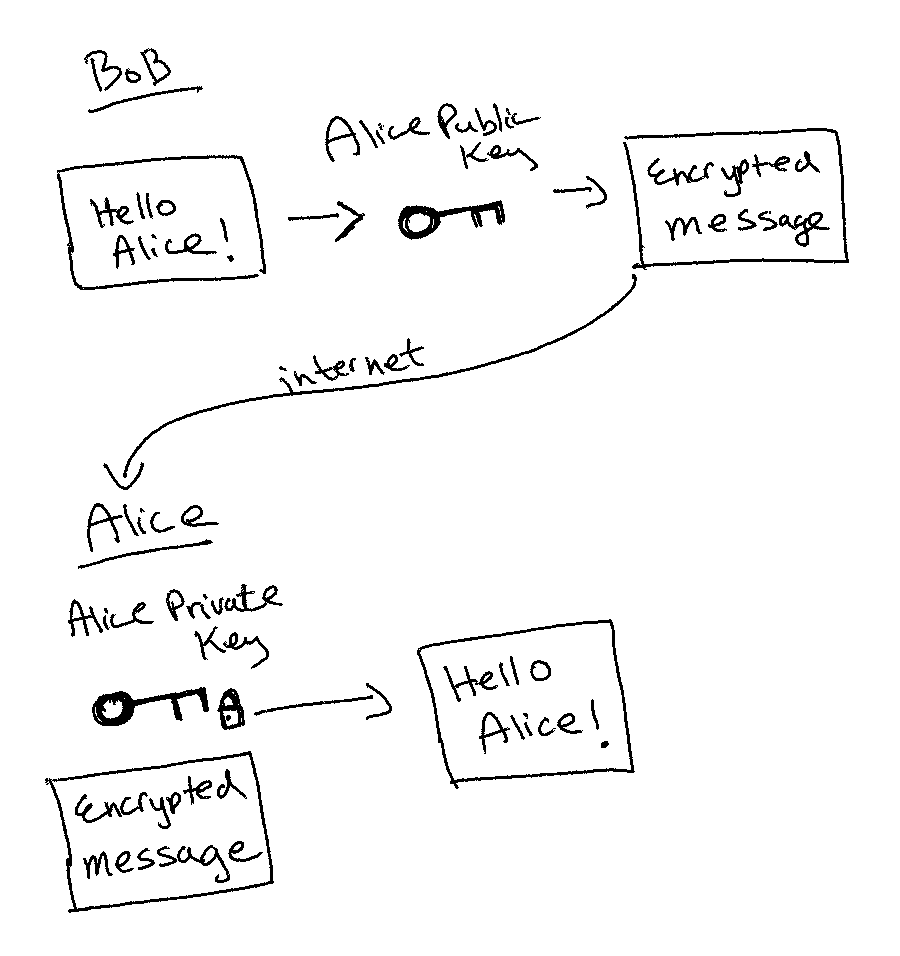 BoB
Hello
Alice!
Alice Public
Key
Encrypted
message
internet
Alice
Alice Private
Key
Hello
Alice!
Encrypted
message